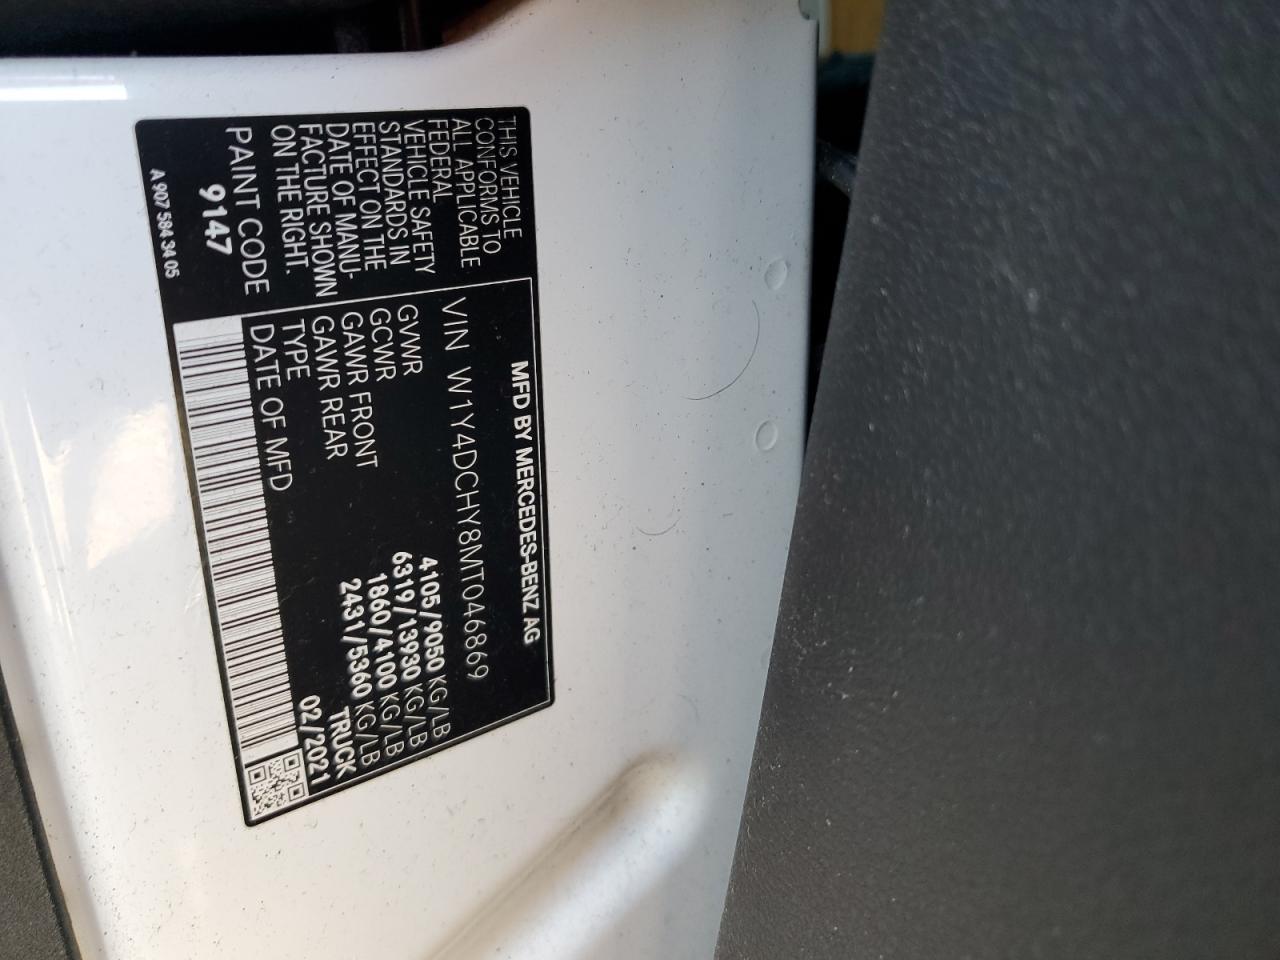 MFD BY MERCEDES-BENZ AG
VIN W1Y4DCHY8MT046869
GVWR 4105/9050 KG/LB
GCWR 6319/13930 KG/LB
GAWR FRONT 1860/4100 KG/LB
GAWR REAR 2431/5360 KG/LB
TYPE TRUCK
DATE OF MFD 02/2021
THIS VEHICLE
CONFORMS TO
ALL APPLICABLE
FEDERAL
VEHICLE SAFETY
STANDARDS IN
EFFECT ON THE
DATE OF MANU-
FACTURE SHOWN
ON THE RIGHT.
PAINT CODE
9147
A 907 584 34 05